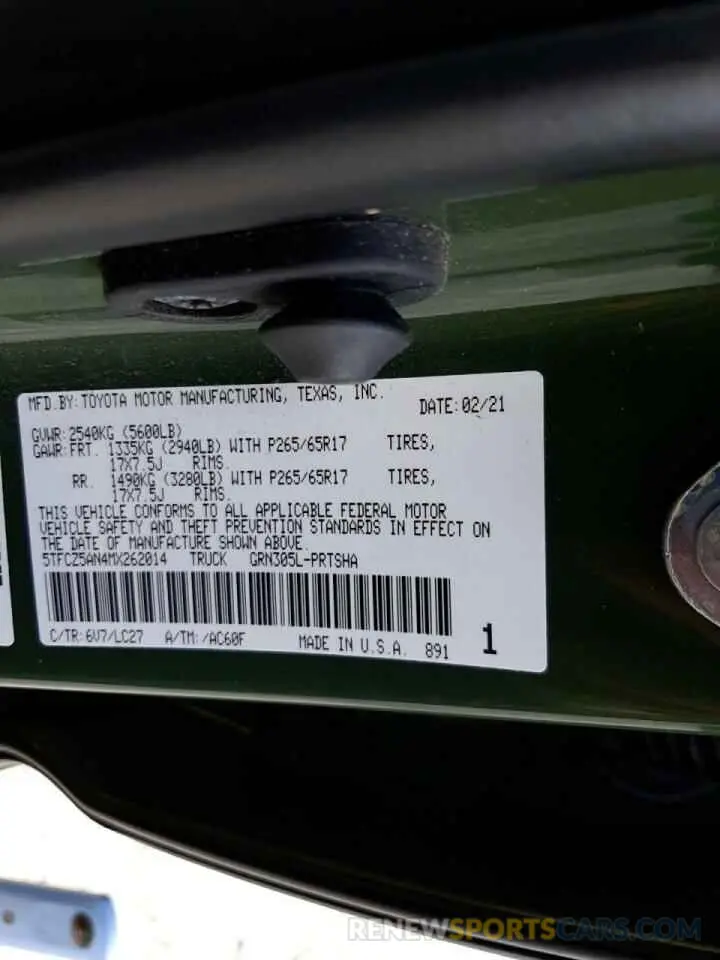 MFD.BY:TOYOTA MOTOR MANUFACTURING, TEXAS, INC.
DATE:02/21
GVWR:2540KG (5600LB)
GAWR:FRT. 1335KG (2940LB) WITH P265/65R17 TIRES,
17X7.5J RIMS.
RR. 1490KG (3280LB) WITH P265/65R17 TIRES,
17X7.5J RIMS.
THIS VEHICLE CONFORMS TO ALL APPLICABLE FEDERAL MOTOR
VEHICLE SAFETY AND THEFT PREVENTION STANDARDS IN EFFECT ON
THE DATE OF MANUFACTURE SHOWN ABOVE.
5TFCZ5AN4MX262014 TRUCK GRN305L-PRTSHA
C/TR:6V7/LC27 A/TM:/AC60F MADE IN U.S.A. 891 1
RENEWSPORTSCARS.COM